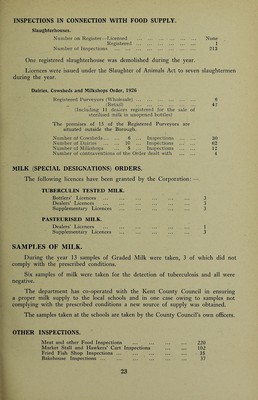 INSPECTIONS IN CONNECTION WITH FOOD SUPPLY.
Slaughterhouses.
Number on Register—Licensed ... ... ... ... ... None
Registered ... ... ... ... ... 1
Number of Inspections ... ... ... ... ... 213
One registered slaughterhouse was demolished during the year.
Licences were issued under the Slaughter of Animals Act to seven slaughtermen
during the year.
Dairies, Cowsheds and Milkshops Order, 1926
Registered Purveyors (Wholesale) ... ... ... ... 6
„ „ (Retail) ... ... ... ... 42
(Including 11 dealers registered for the sale of
sterilised milk in unopened bottles)
The premises of 15 of the Registered Purveyors are
situated outside the Borough.
Number of Cowsheds ... 6 ... Inspections ... 30
Number of Dairies ... 10 ... Inspections ... 62
Number of Milkshops ... 8 ... Inspections ... 12
Number of contraventions of the Order dealt with ... ... 4
MILK (SPECIAL DESIGNATIONS) ORDERS.
The following licences have been granted by the Corporation:—
TUBERCULIN TESTED MILK.
Bottlers' Licences ... ... ... ... ... 3
Dealers' Licences ... ... ... ... ... 3
Supplementary Licences ... ... ... ... 1
PASTEURISED MILK.
Dealers' Licences ... ... ... ... ... 1
Supplementary Licences ... ... ... ... 1
SAMPLES OF MILK.
During the year 13 samples of Graded Milk were taken, 3 of which did not
comply with the prescribed conditions.
Six samples of milk were taken for the detection of tuberculosis and all were
negative.
The department has co-operated with the Kent County Council in ensuring
a proper milk supply to the local schools and in one case owing to samples not
complying with the prescribed conditions a new source of supply was obtained.
The samples taken at the schools are taken by the County Council's own officers.
OTHER INSPECTIONS.
Meat and other Food Inspections ... ... ... 220
Market Stall and Hawkers' Cart Inspections ... ... 102
Fried Fish Shop Inspections ... ... ... ... 35
Bakehouse Inspections ... ... ... ... 37
23